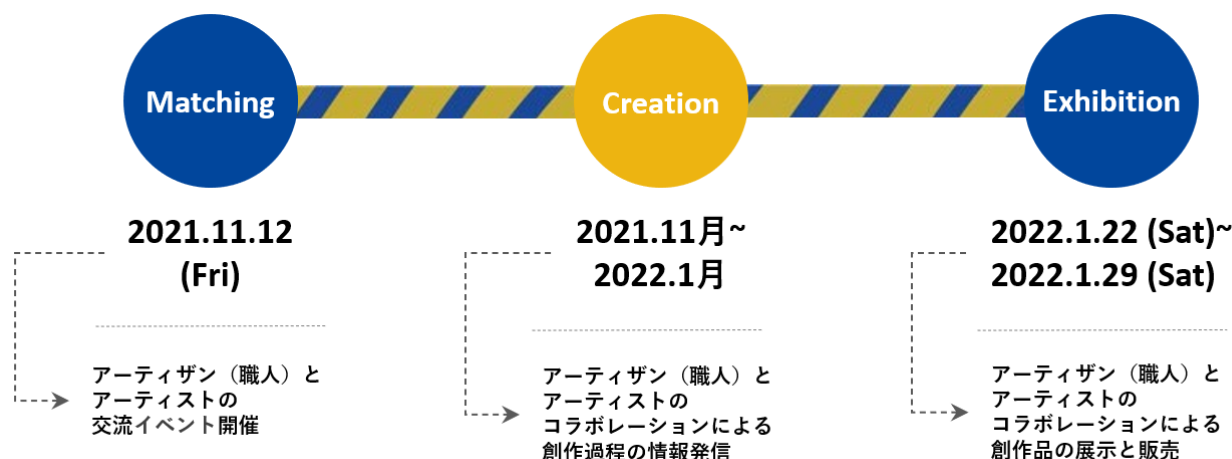 Matching
Creation
Exhibition
2021.11.12
(Fri)
2021.11月~
2022.1月
2022.1.22 (Sat)~
2022.1.29 (Sat)
アーティザン（職人）と
アーティストの
交流イベント開催
アーティザン（職人）と
アーティストの
コラボレーションによる
創作過程の情報発信
アーティザン（職人）と
アーティストの
コラボレーションによる
創作品の展示と販売